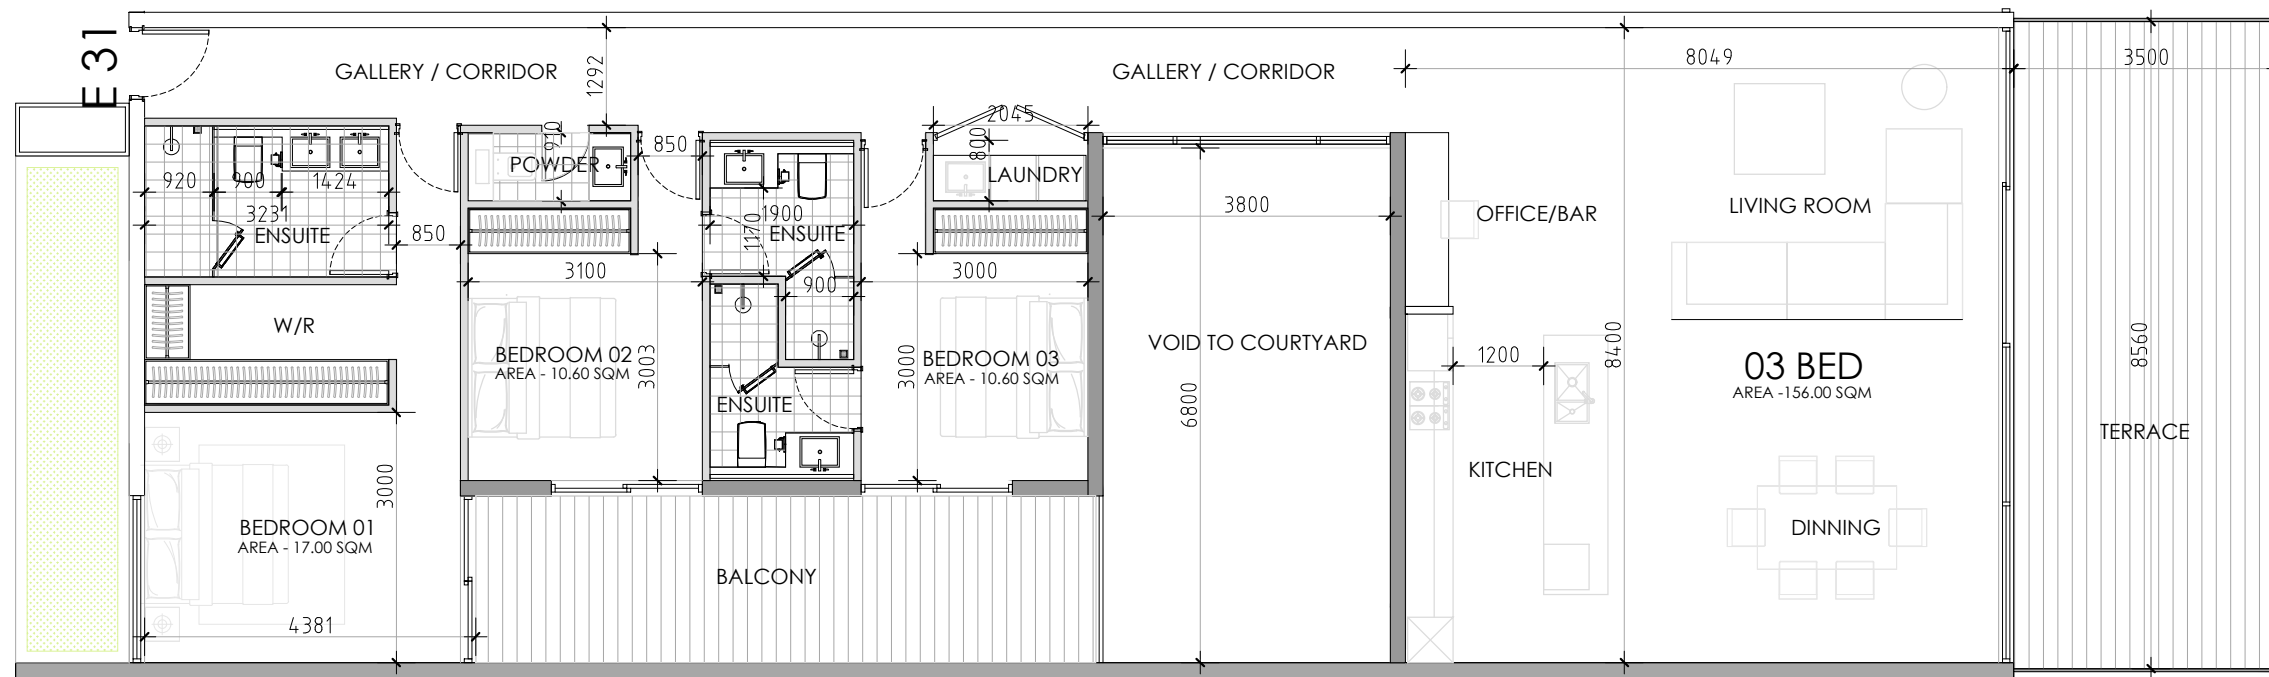 E 31
GALLERY / CORRIDOR
1292
GALLERY / CORRIDOR
8049
3500
2045
800
910
POWDER
850
LAUNDRY
920
900
1424
3231
ENSUITE
850
1900
1170
ENSUITE
3800
OFFICE/BAR
LIVING ROOM
3100
900
3000
W/R
BEDROOM 02
AREA - 10.60 SQM
3003
3000
BEDROOM 03
AREA - 10.60 SQM
VOID TO COURTYARD
6800
1200
8400
03 BED
AREA -156.00 SQM
8560
ENSUITE
TERRACE
KITCHEN
3000
BEDROOM 01
AREA - 17.00 SQM
DINNING
BALCONY
4381